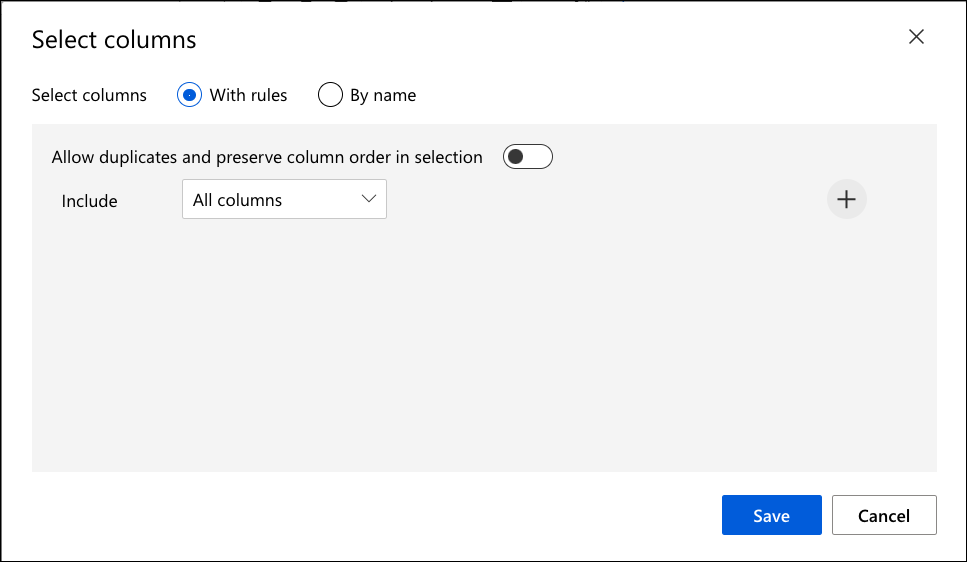 Select columns
Select columns With rules By name
Allow duplicates and preserve column order in selection
Include All columns
Save Cancel